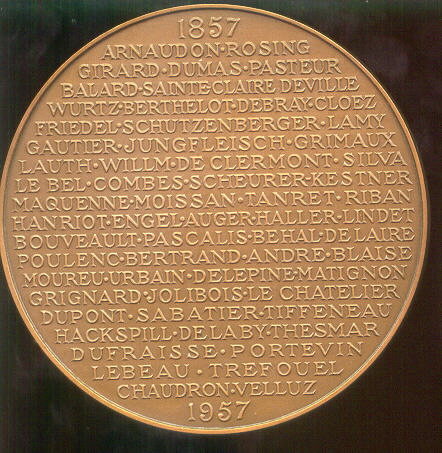 1857
ARNAUDON·ROSING
GIRARD·DUMAS·PASTEUR
BALARD·SAINTE-CLAIRE DEVILLE
WURTZ·BERTHELOT·DEBRAY·CLOEZ
FRIEDEL·SCHUTZENBERGER·LAMY
GAUTIER·JUNGFLEISCH·GRIMAUX
LAUTH·WILLM·DE CLERMONT·SILVA
LE BEL·COMBES·SCHEURER-KESTNER
MAQUENNE·MOISSAN·TANRET·RIBAN
HANRIOT·ENGEL·AUGER·HALLER·LINDET
BOUVEAULT·PASCALIS·BEHAL·DE LAIRE
POULENC·BERTRAND·ANDRE·BLAISE
MOUREU·URBAIN·DELEPINE·MATIGNON
GRIGNARD·JOLIBOIS·LE CHATELIER
DUPONT·SABATIER·TIFFENEAU
HACKSPILL·DELABY·THESMAR
DUFRAISSE·PORTEVIN
LEBEAU·TREFOUEL
CHAUDRON·VELLUZ
1957